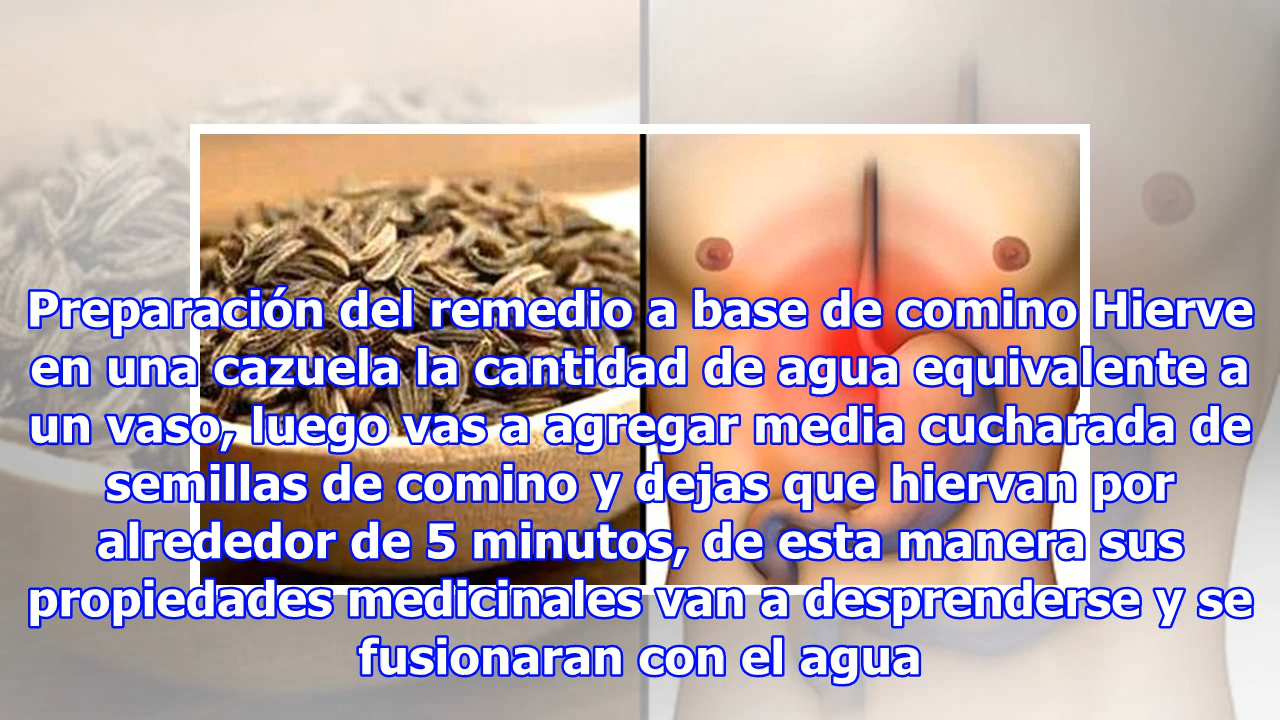 Preparación del remedio a base de comino Hierve
en una cazuela la cantidad de agua equivalente a
un vaso, luego vas a agregar media cucharada de
semillas de comino y dejas que hiervan por
alrededor de 5 minutos, de esta manera sus
propiedades medicinales van a desprenderse y se
fusionaran con el agua